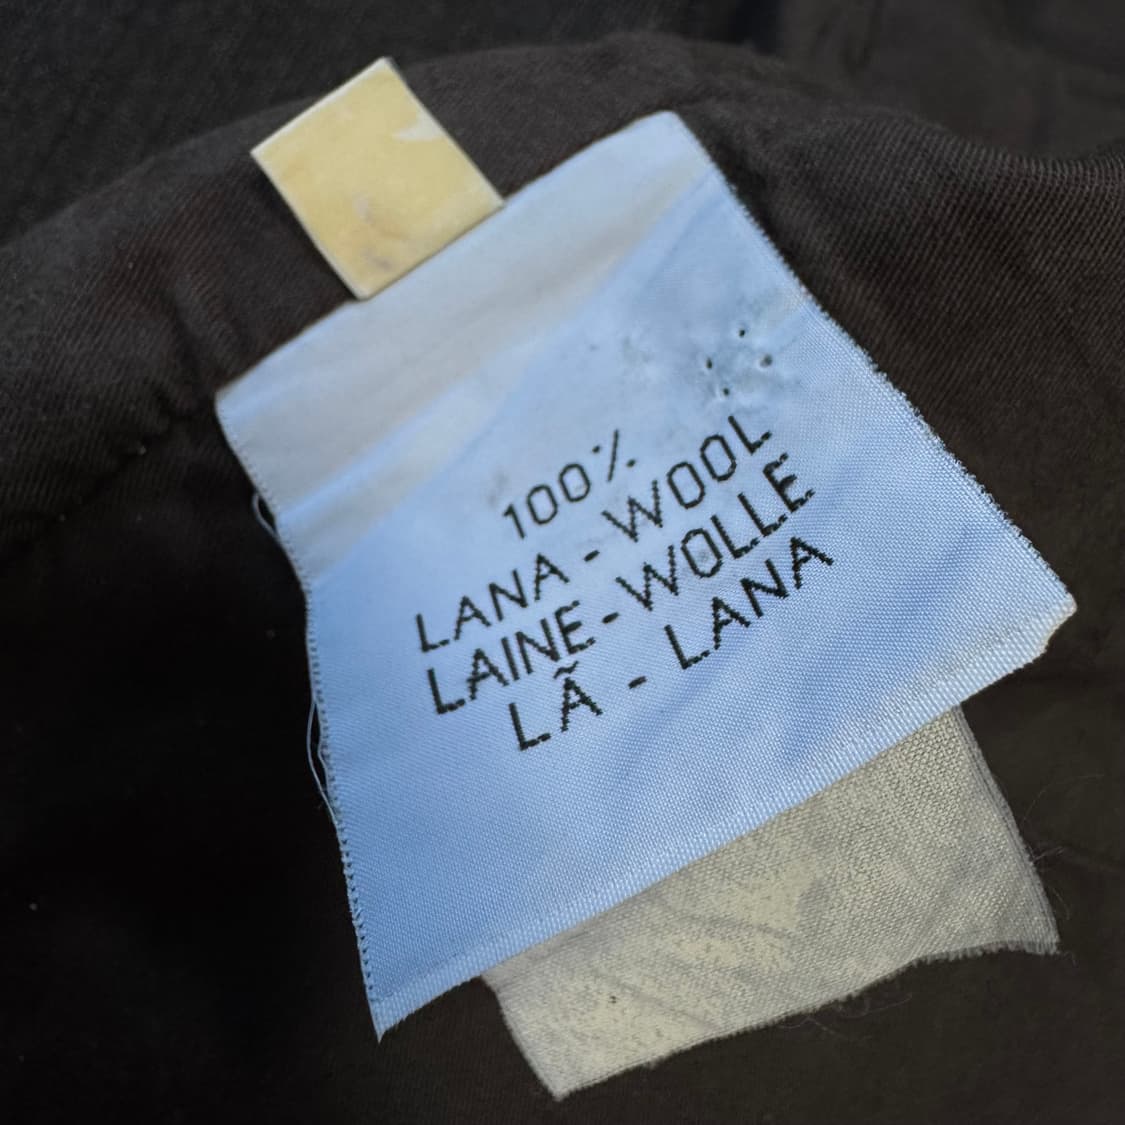 100%
LANA - WOOL
LAINE - WOLLE
LÃ - LANA